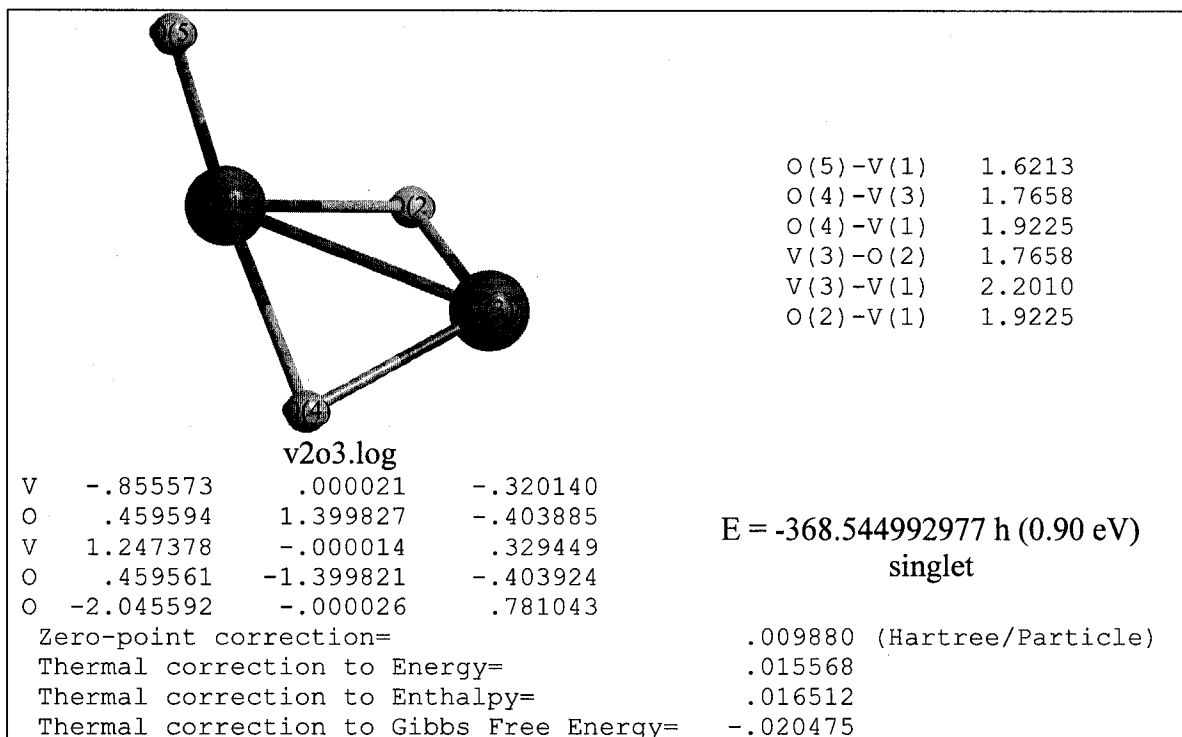 O(5)-V(1) 1.6213
O(4)-V(3) 1.7658
O(4)-V(1) 1.9225
V(3)-O(2) 1.7658
V(3)-V(1) 2.2010
O(2)-V(1) 1.9225
v2o3.log
V -.855573 .000021 -.320140
O .459594 1.399827 -.403885
V 1.247378 -.000014 .329449
O .459561 -1.399821 -.403924
O -2.045592 -.000026 .781043
E = -368.544992977 h (0.90 eV)
singlet
Zero-point correction= .009880 (Hartree/Particle)
Thermal correction to Energy= .015568
Thermal correction to Enthalpy= .016512
Thermal correction to Gibbs Free Energy= -.020475